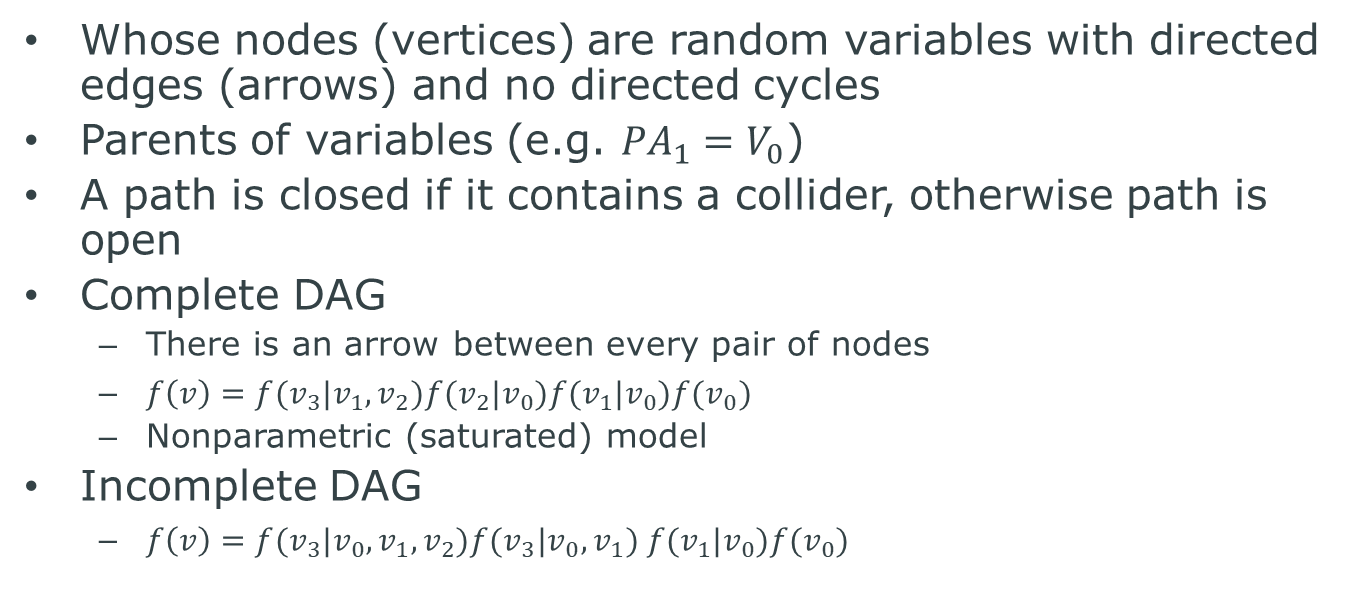 • Whose nodes (vertices) are random variables with directed
edges (arrows) and no directed cycles
• Parents of variables (e.g. 𝑃𝐴₁ = 𝑉₀)
• A path is closed if it contains a collider, otherwise path is
open
• Complete DAG
– There is an arrow between every pair of nodes
– 𝑓(𝑣) = 𝑓(𝑣₃|𝑣₁, 𝑣₂)𝑓(𝑣₂|𝑣₀)𝑓(𝑣₁|𝑣₀)𝑓(𝑣₀)
– Nonparametric (saturated) model
• Incomplete DAG
– 𝑓(𝑣) = 𝑓(𝑣₃|𝑣₀, 𝑣₁, 𝑣₂)𝑓(𝑣₃|𝑣₀, 𝑣₁) 𝑓(𝑣₁|𝑣₀)𝑓(𝑣₀)